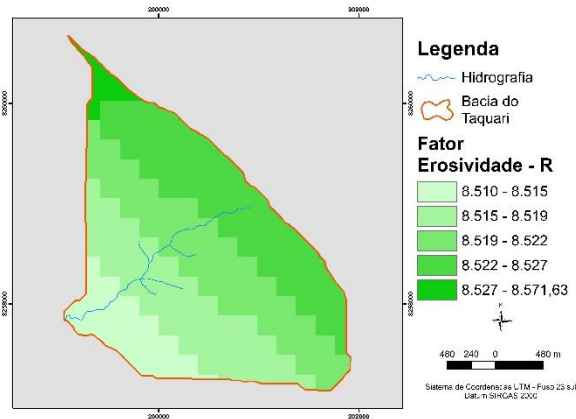 200000 202000
Legenda
Hidrografia
Bacia do
Taquari
Fator
Erosividade - R
8.510 - 8.515
8.515 - 8.519
8.519 - 8.522
8.522 - 8.527
8.527 - 8.571,63
N
480 240 0 480 m
Sistema de Coordenadas UTM - Fuso 23 sul
Datum SIRGAS 2000
200000 202000